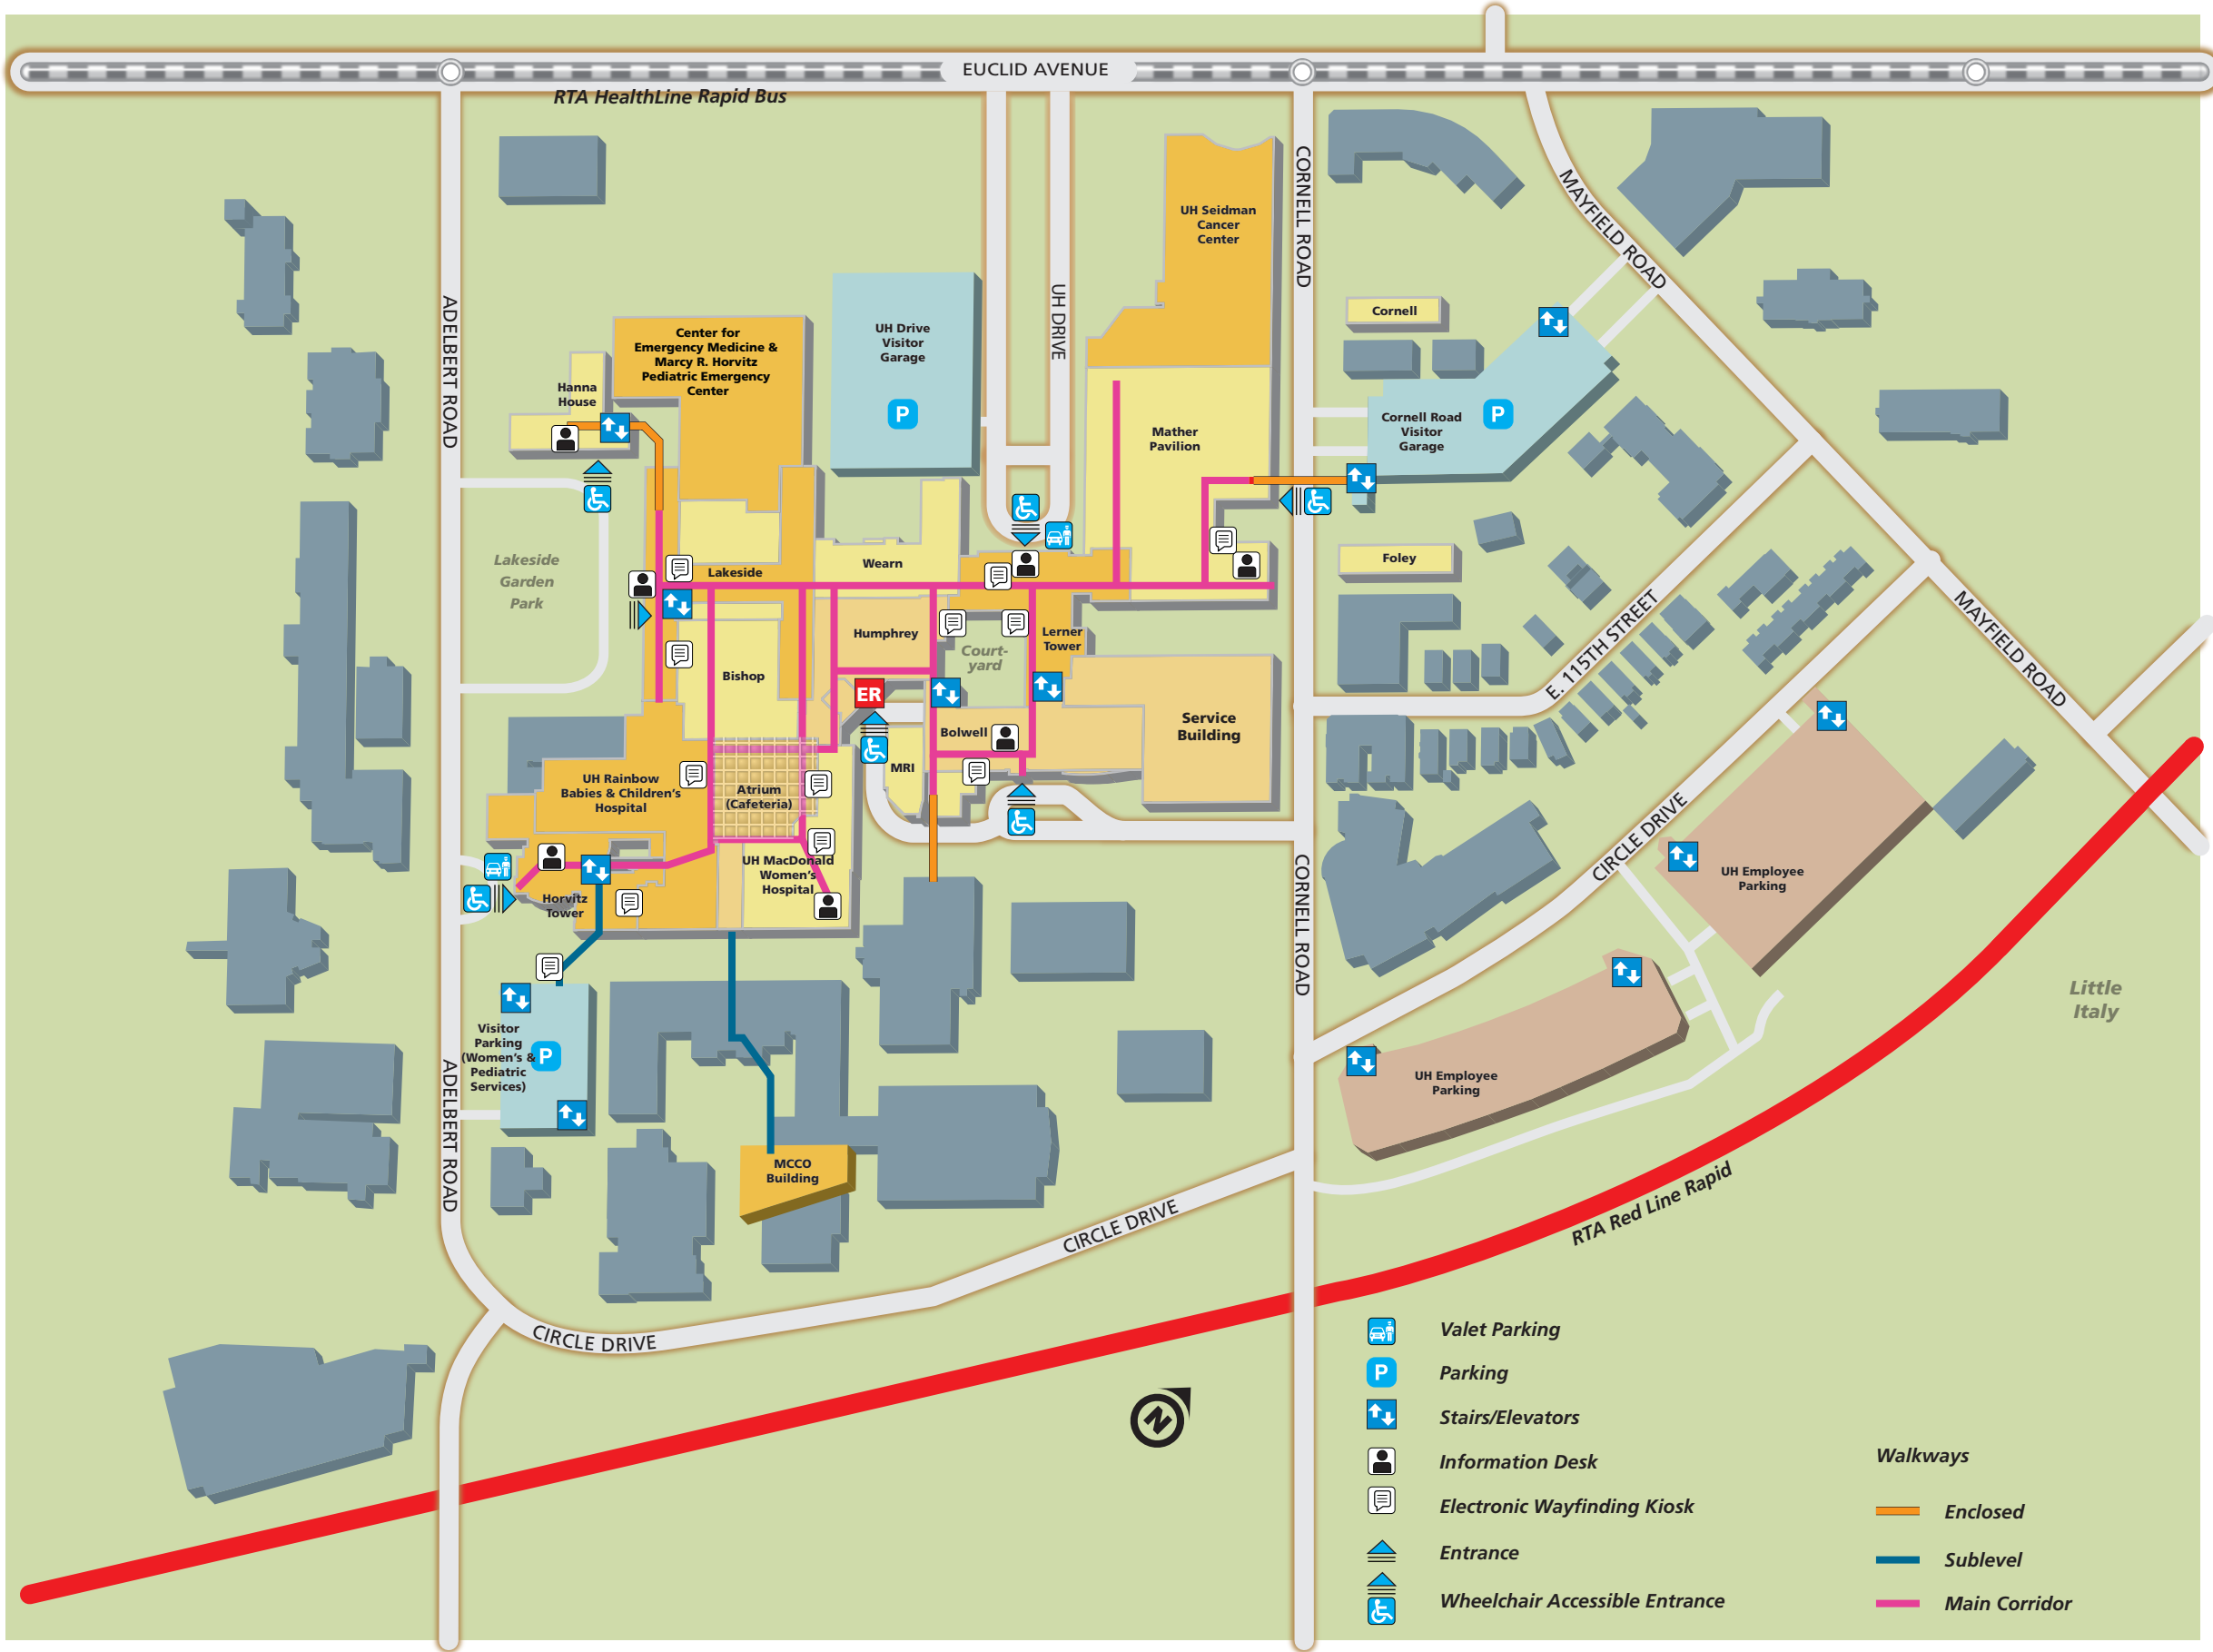 EUCLID AVENUE
RTA HealthLine Rapid Bus
CORNELL ROAD
MAYFIELD ROAD
UH Seidman
Cancer
Center
ADELBERT ROAD
UH DRIVE
Cornell
Center for
Emergency Medicine &
Marcy R. Horvitz
Pediatric Emergency
Center
UH Drive
Visitor
Garage
P
Hanna
House
Mather
Pavilion
Cornell Road
Visitor
Garage
P
Lakeside
Garden
Park
Lakeside
Wearn
Foley
Humphrey
Court-
yard
Lerner
Tower
E. 115TH STREET
MAYFIELD ROAD
Bishop
ER
Bolwell
Service
Building
MRI
UH Rainbow
Babies & Children's
Hospital
Atrium
(Cafeteria)
CIRCLE DRIVE
UH MacDonald
Women's
Hospital
Horvitz
Tower
UH Employee
Parking
CORNELL ROAD
Little
Italy
Visitor
Parking
(Women's &
Pediatric
Services)
P
UH Employee
Parking
ADELBERT ROAD
MCCO
Building
CIRCLE DRIVE
RTA Red Line Rapid
CIRCLE DRIVE
N
Valet Parking
P
Parking
Stairs/Elevators
Information Desk
Electronic Wayfinding Kiosk
Entrance
Wheelchair Accessible Entrance
Walkways
Enclosed
Sublevel
Main Corridor